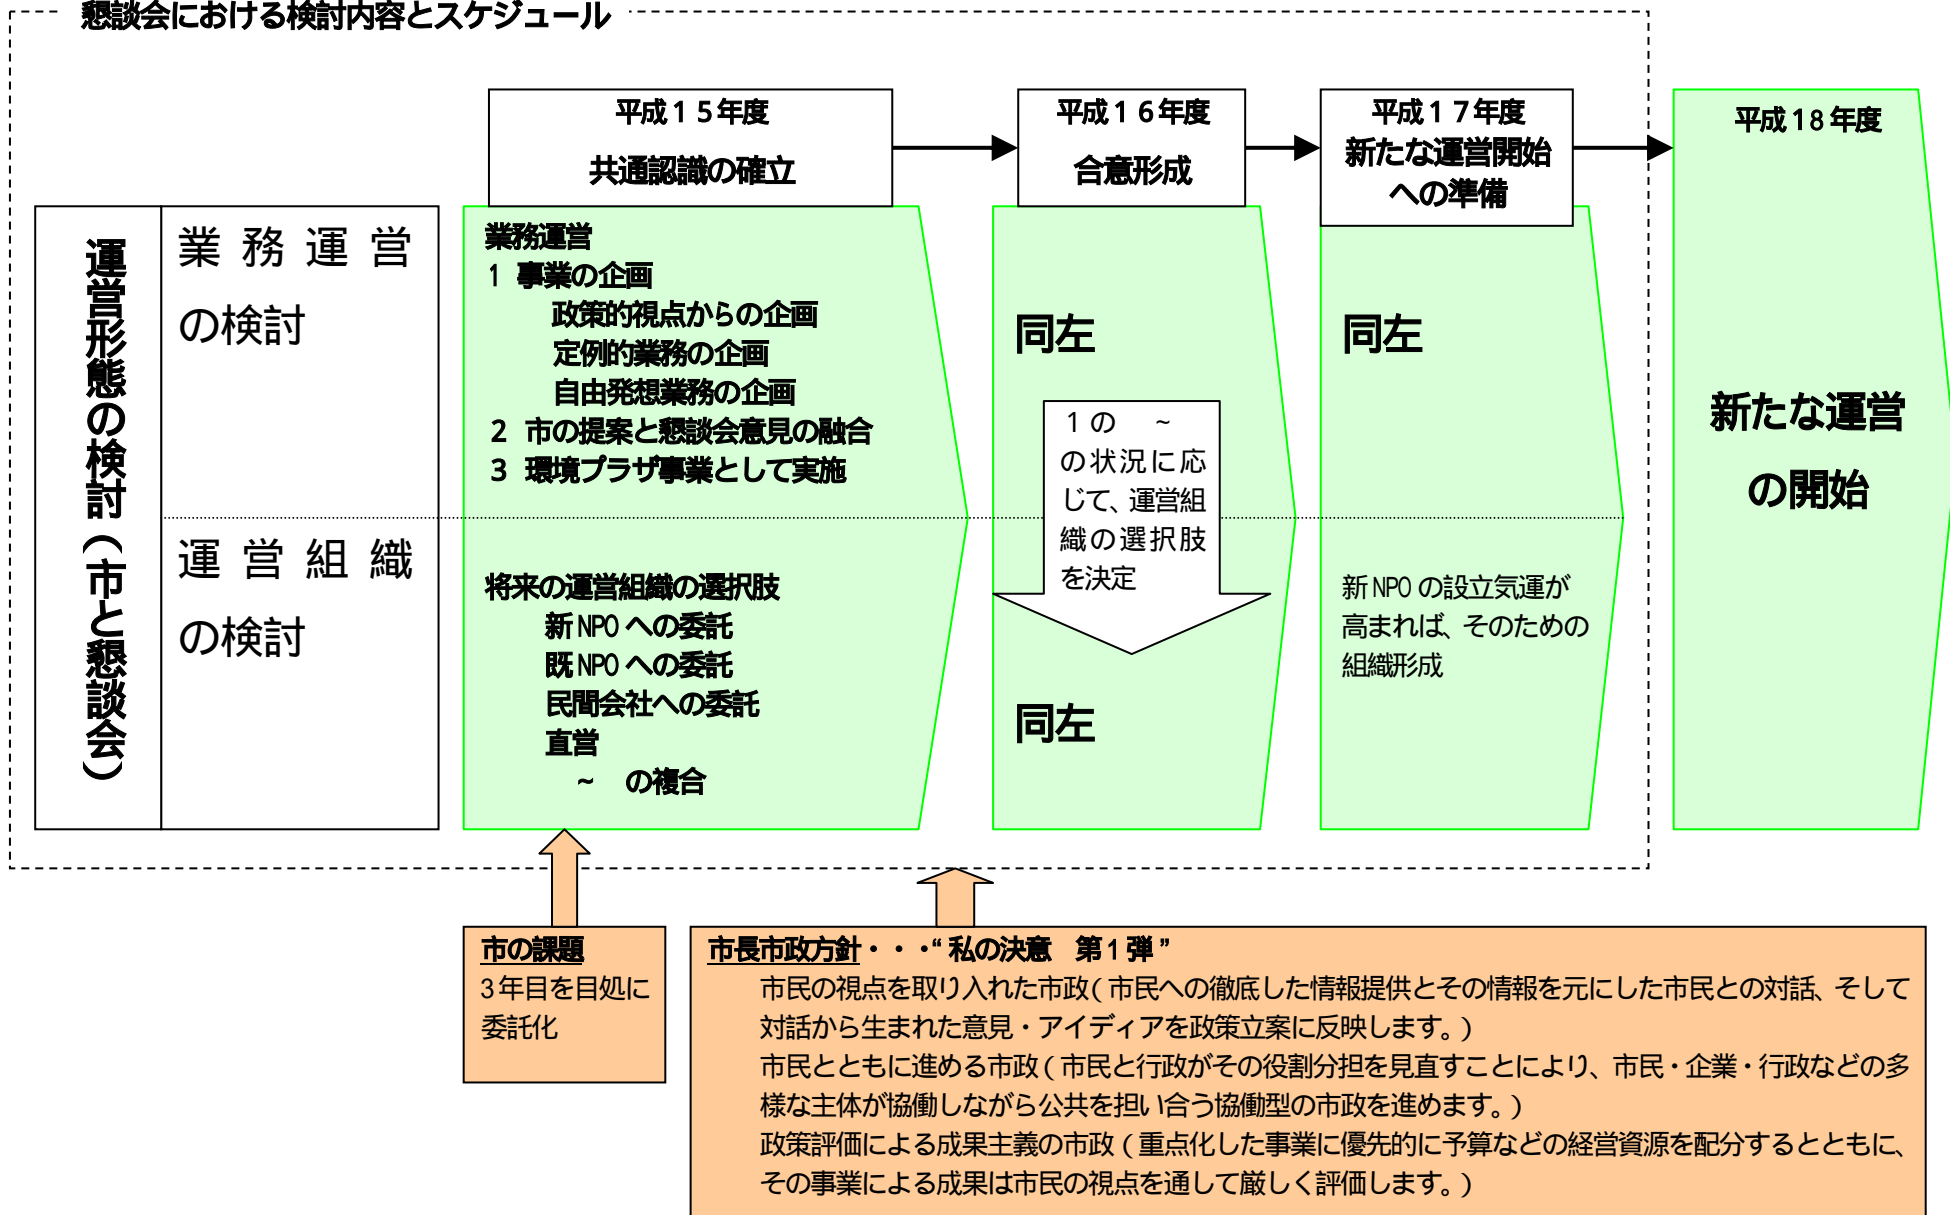 懇談会における検討内容とスケジュール
平成15年度
共通認識の確立
平成16年度
合意形成
平成17年度
新たな運営開始
への準備
平成18年度
運営形態の検討（市と懇談会）
業務運営
の検討
業務運営
1 事業の企画
政策的視点からの企画
定例的業務の企画
自由発想業務の企画
2 市の提案と懇談会意見の融合
3 環境プラザ事業として実施
同左
1の ～
の状況に応
じて、運営組
織の選択肢
を決定
同左
新たな運営
の開始
運営組織
の検討
将来の運営組織の選択肢
新NPOへの委託
既NPOへの委託
民間会社への委託
直営
～ の複合
同左
新NPOの設立気運が
高まれば、そのための
組織形成
市の課題
3年目を目処に
委託化
市長市政方針・・・“私の決意 第1弾”
市民の視点を取り入れた市政（市民への徹底した情報提供とその情報を元にした市民との対話、そして
対話から生まれた意見・アイディアを政策立案に反映します。）
市民とともに進める市政（市民と行政がその役割分担を見直すことにより、市民・企業・行政などの多
様な主体が協働しながら公共を担い合う協働型の市政を進めます。）
政策評価による成果主義の市政（重点化した事業に優先的に予算などの経営資源を配分するとともに、
その事業による成果は市民の視点を通して厳しく評価します。）